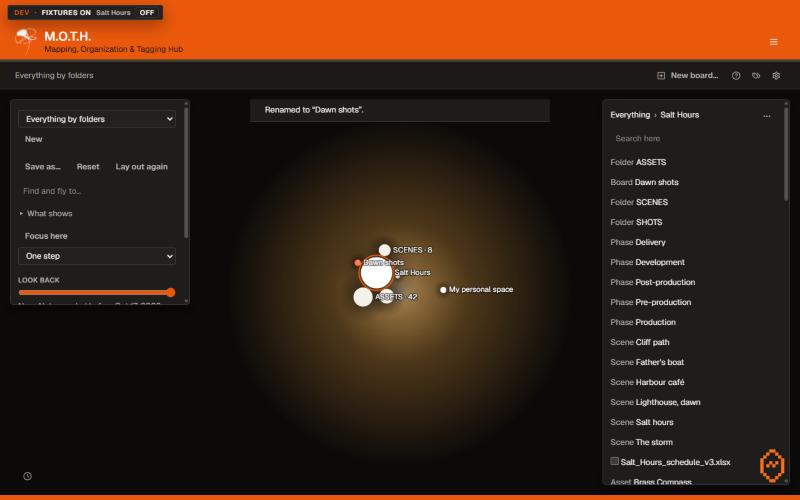 DEV · FIXTURES ON Salt Hours OFF
M.O.T.H.
Mapping, Organization & Tagging Hub
Everything by folders
New board...
Everything by folders
New
Save as... Reset Lay out again
Find and fly to...
What shows
Focus here
One step
LOOK BACK
Renamed to “Dawn shots”.
SCENES · 8
Dawn shots
Salt Hours
ASSETS · 42
My personal space
Everything › Salt Hours ...
Search here
Folder ASSETS
Board Dawn shots
Folder SCENES
Folder SHOTS
Phase Delivery
Phase Development
Phase Post-production
Phase Pre-production
Phase Production
Scene Cliff path
Scene Father's boat
Scene Harbour café
Scene Lighthouse, dawn
Scene Salt hours
Scene The storm
Salt_Hours_schedule_v3.xlsx
Asset Brass Compass